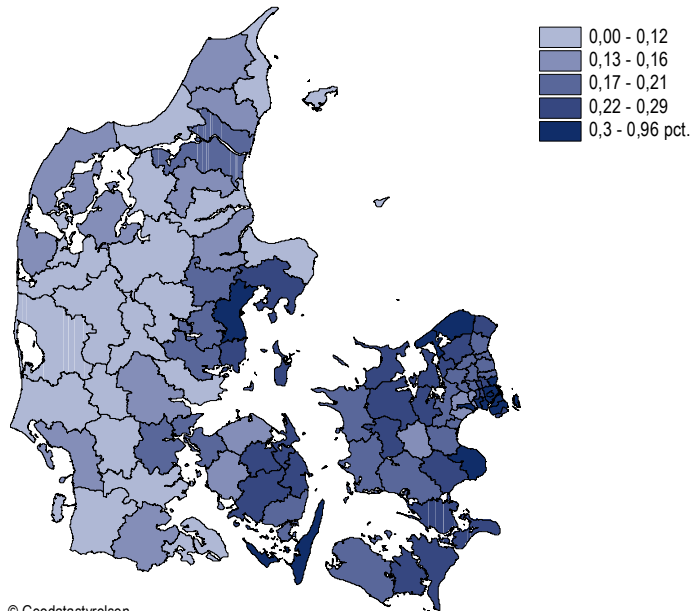 0,00 - 0,12
0,13 - 0,16
0,17 - 0,21
0,22 - 0,29
0,3 - 0,96 pct.
© Geodatastyrelsen